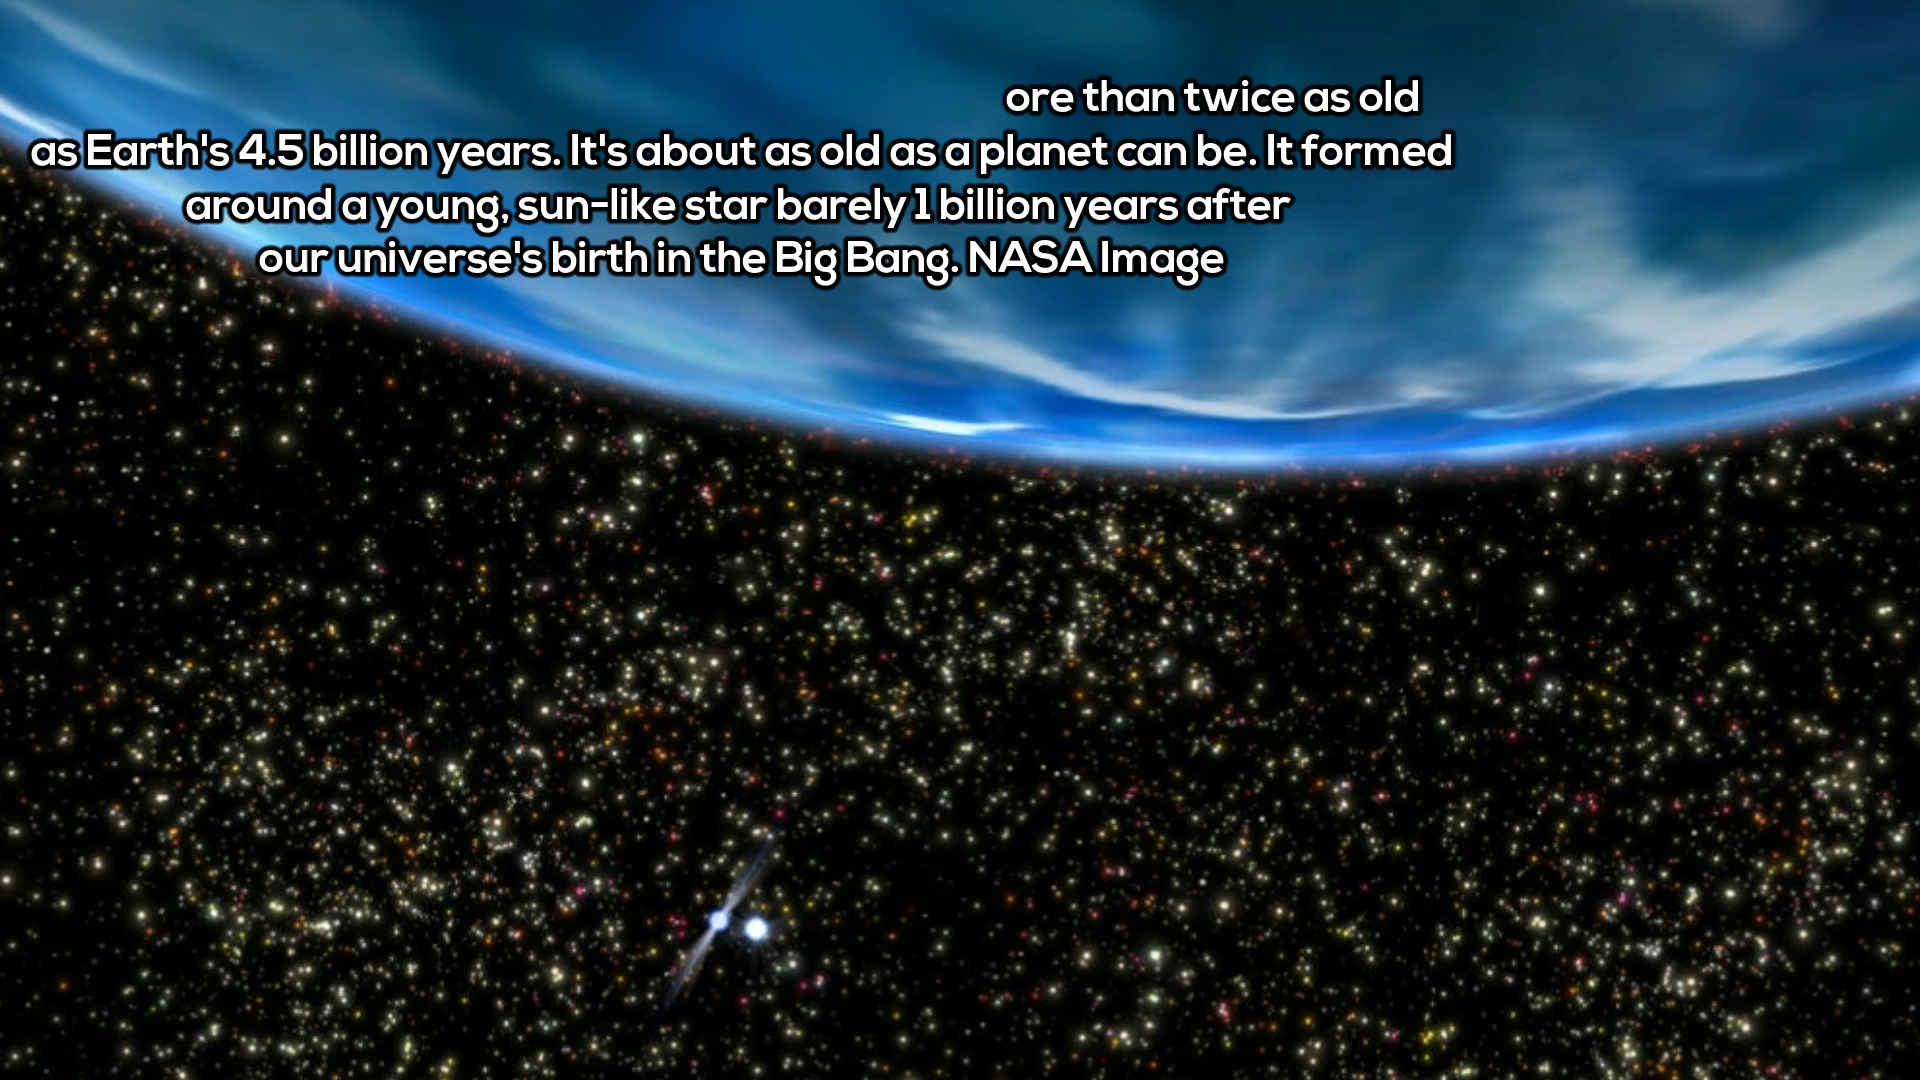 ore than twice as old
as Earth's 4.5 billion years. It's about as old as a planet can be. It formed
around a young, sun-like star barely 1 billion years after
our universe's birth in the Big Bang. NASA Image